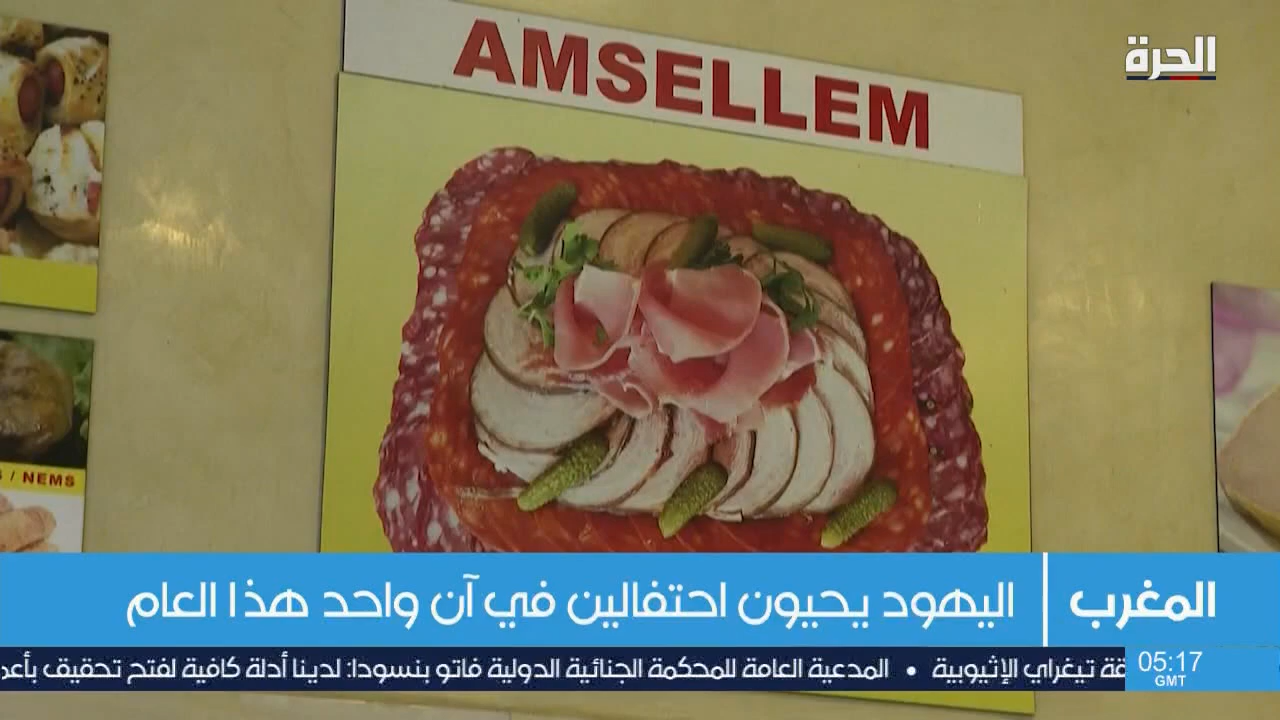 AMSELLEM
الحرة
/ NEMS
المغرب
اليهود يحيون احتفالين في آن واحد هذا العام
تيغراي الإثيوبية • المدعية العامة للمحكمة الجنائية الدولية فاتو بنسودا: لدينا أدلة كافية لفتح تحقيق
05:17
GMT